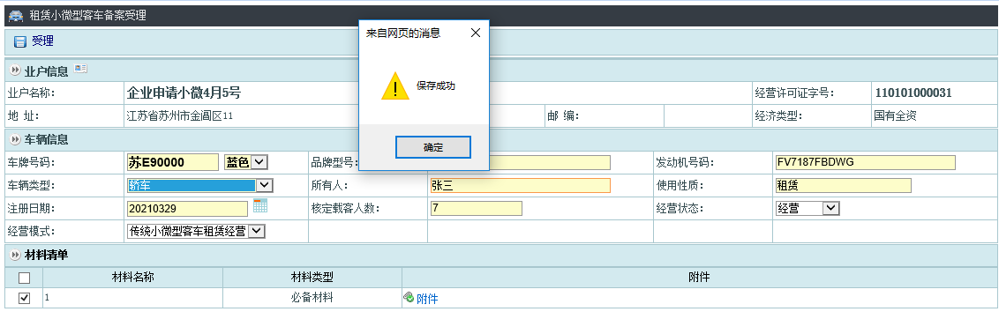 租赁小微型客车备案受理
受理
来自网页的消息
保存成功
确定
业户信息
业户名称： 企业申请小微4月5号 经营许可证字号： 110101000031
地 址： 江苏省苏州市金阊区11 邮 编： 经济类型： 国有全资
车辆信息
车牌号码： 苏E90000 蓝色 品牌型号： 发动机号码： FV7187FBDWG
车辆类型： 轿车 所有人： 张三 使用性质： 租赁
注册日期： 20210329 核定载客人数： 7 经营状态： 经营
经营模式： 传统小微型客车租赁经营
材料清单
材料名称 材料类型 附件
1 必备材料 附件